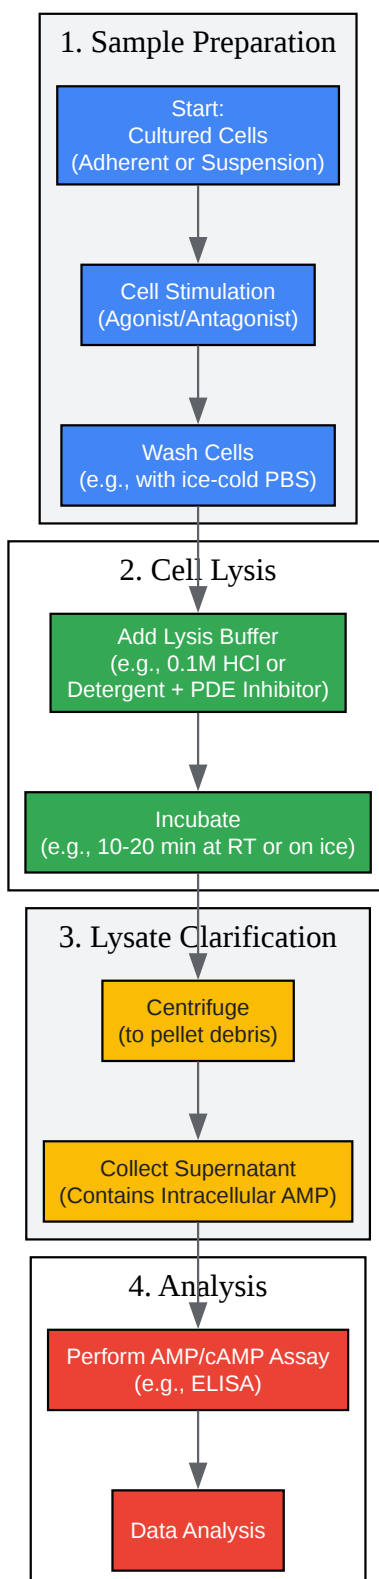 1. Sample Preparation
Start:
Cultured Cells
(Adherent or Suspension)
Cell Stimulation
(Agonist/Antagonist)
Wash Cells
(e.g., with ice-cold PBS)
2. Cell Lysis
Add Lysis Buffer
(e.g., 0.1M HCl or
Detergent + PDE Inhibitor)
Incubate
(e.g., 10-20 min at RT or on ice)
3. Lysate Clarification
Centrifuge
(to pellet debris)
Collect Supernatant
(Contains Intracellular AMP)
4. Analysis
Perform AMP/cAMP Assay
(e.g., ELISA)
Data Analysis